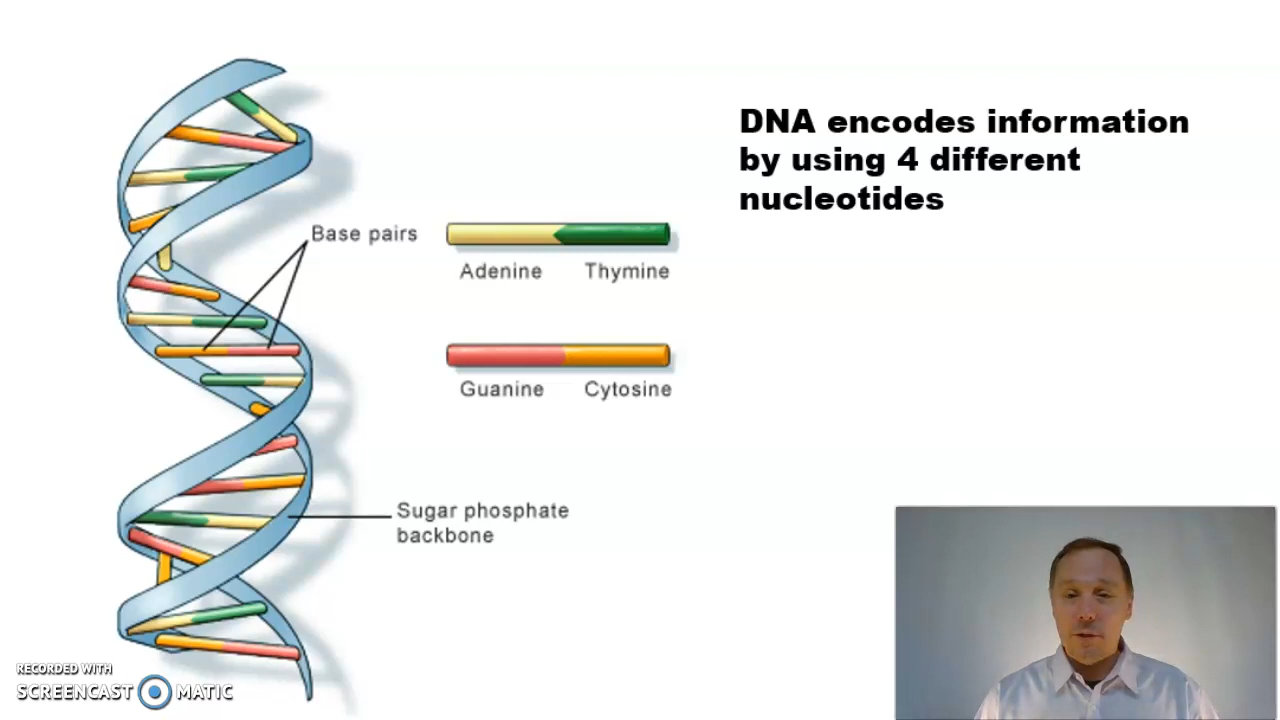 DNA encodes information
by using 4 different
nucleotides
Base pairs
Adenine Thymine
Guanine Cytosine
Sugar phosphate
backbone
RECORDED WITH
SCREENCAST MATIC